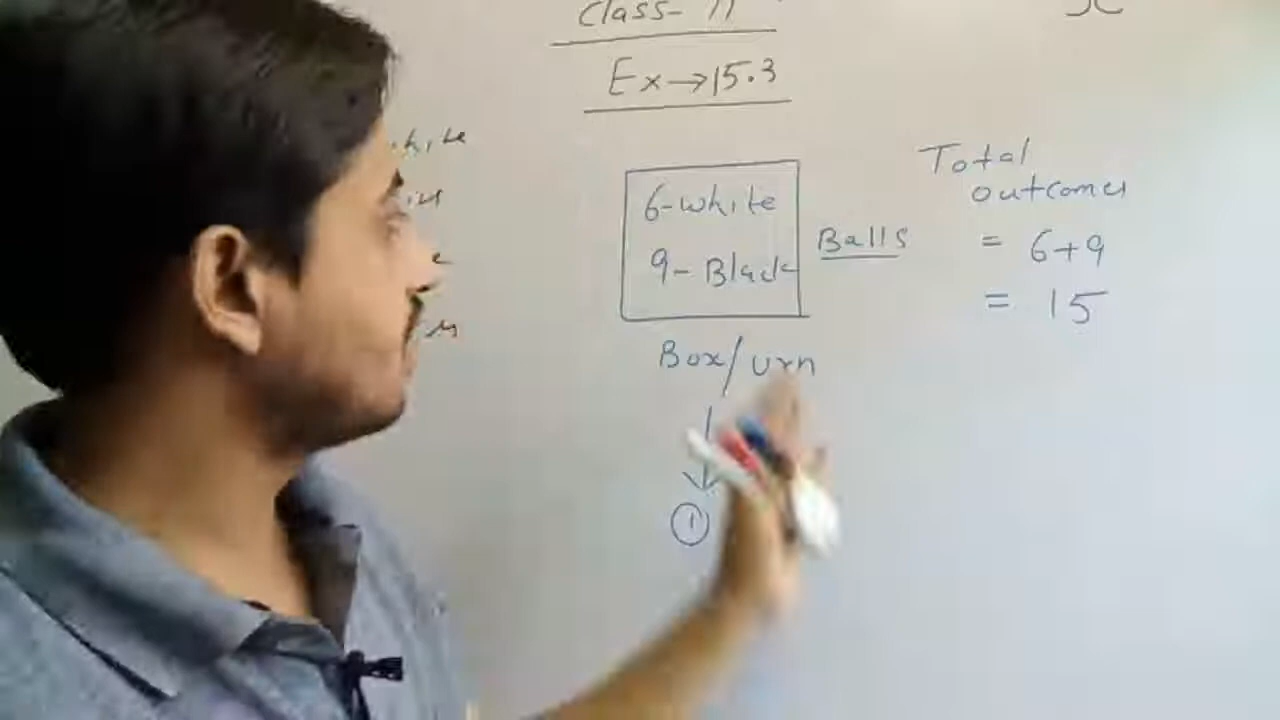 Class- 11
Ex→15.3
6-white
9-Black
Balls
Box/urn
①
Total
outcomes
= 6+9
= 15